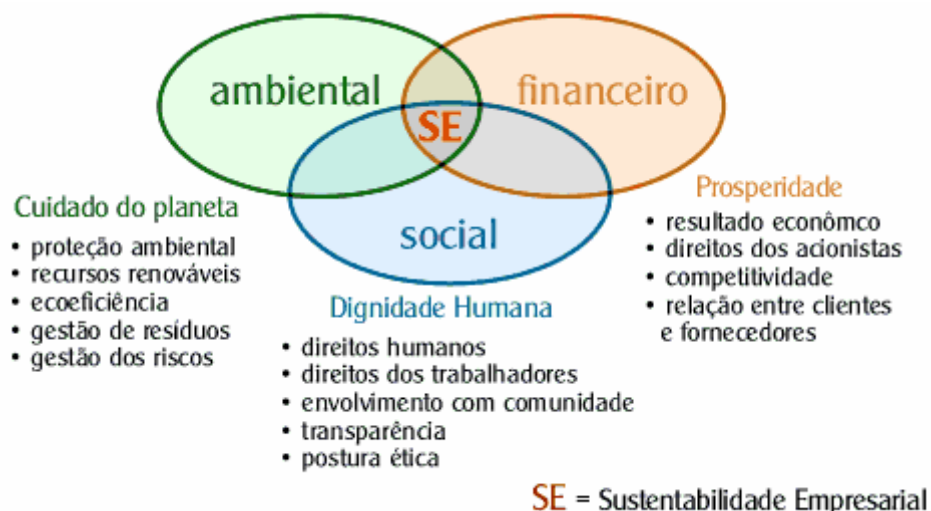 ambiental
financeiro
SE
social
Cuidado do planeta
• proteção ambiental
• recursos renováveis
• ecoeficiência
• gestão de resíduos
• gestão dos riscos
Dignidade Humana
• direitos humanos
• direitos dos trabalhadores
• envolvimento com comunidade
• transparência
• postura ética
Prosperidade
• resultado econômco
• direitos dos acionistas
• competitividade
• relação entre clientes
e fornecedores
SE = Sustentabilidade Empresarial